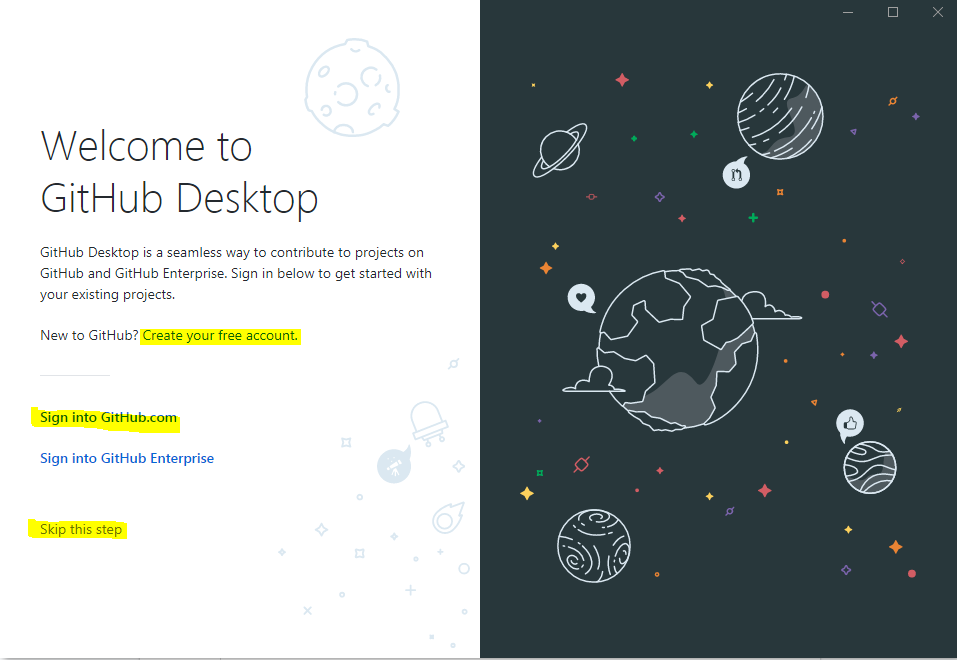 Welcome to
GitHub Desktop
GitHub Desktop is a seamless way to contribute to projects on
GitHub and GitHub Enterprise. Sign in below to get started with
your existing projects.
New to GitHub? Create your free account.
Sign into GitHub.com
Sign into GitHub Enterprise
Skip this step